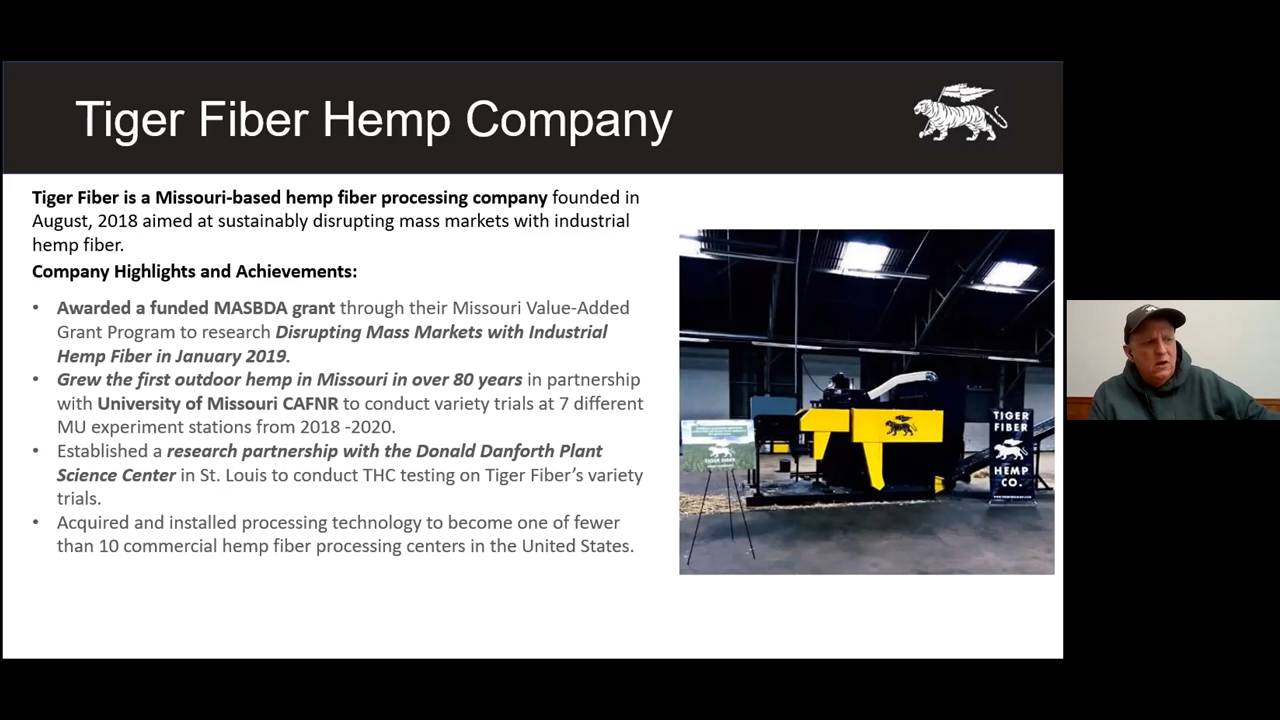 Tiger Fiber Hemp Company
Tiger Fiber is a Missouri-based hemp fiber processing company founded in
August, 2018 aimed at sustainably disrupting mass markets with industrial
hemp fiber.
Company Highlights and Achievements:
• Awarded a funded MASBDA grant through their Missouri Value-Added
Grant Program to research Disrupting Mass Markets with Industrial
Hemp Fiber in January 2019.
• Grew the first outdoor hemp in Missouri in over 80 years in partnership
with University of Missouri CAFNR to conduct variety trials at 7 different
MU experiment stations from 2018 -2020.
• Established a research partnership with the Donald Danforth Plant
Science Center in St. Louis to conduct THC testing on Tiger Fiber's variety
trials.
• Acquired and installed processing technology to become one of fewer
than 10 commercial hemp fiber processing centers in the United States.
TIGER
FIBER
HEMP
CO.